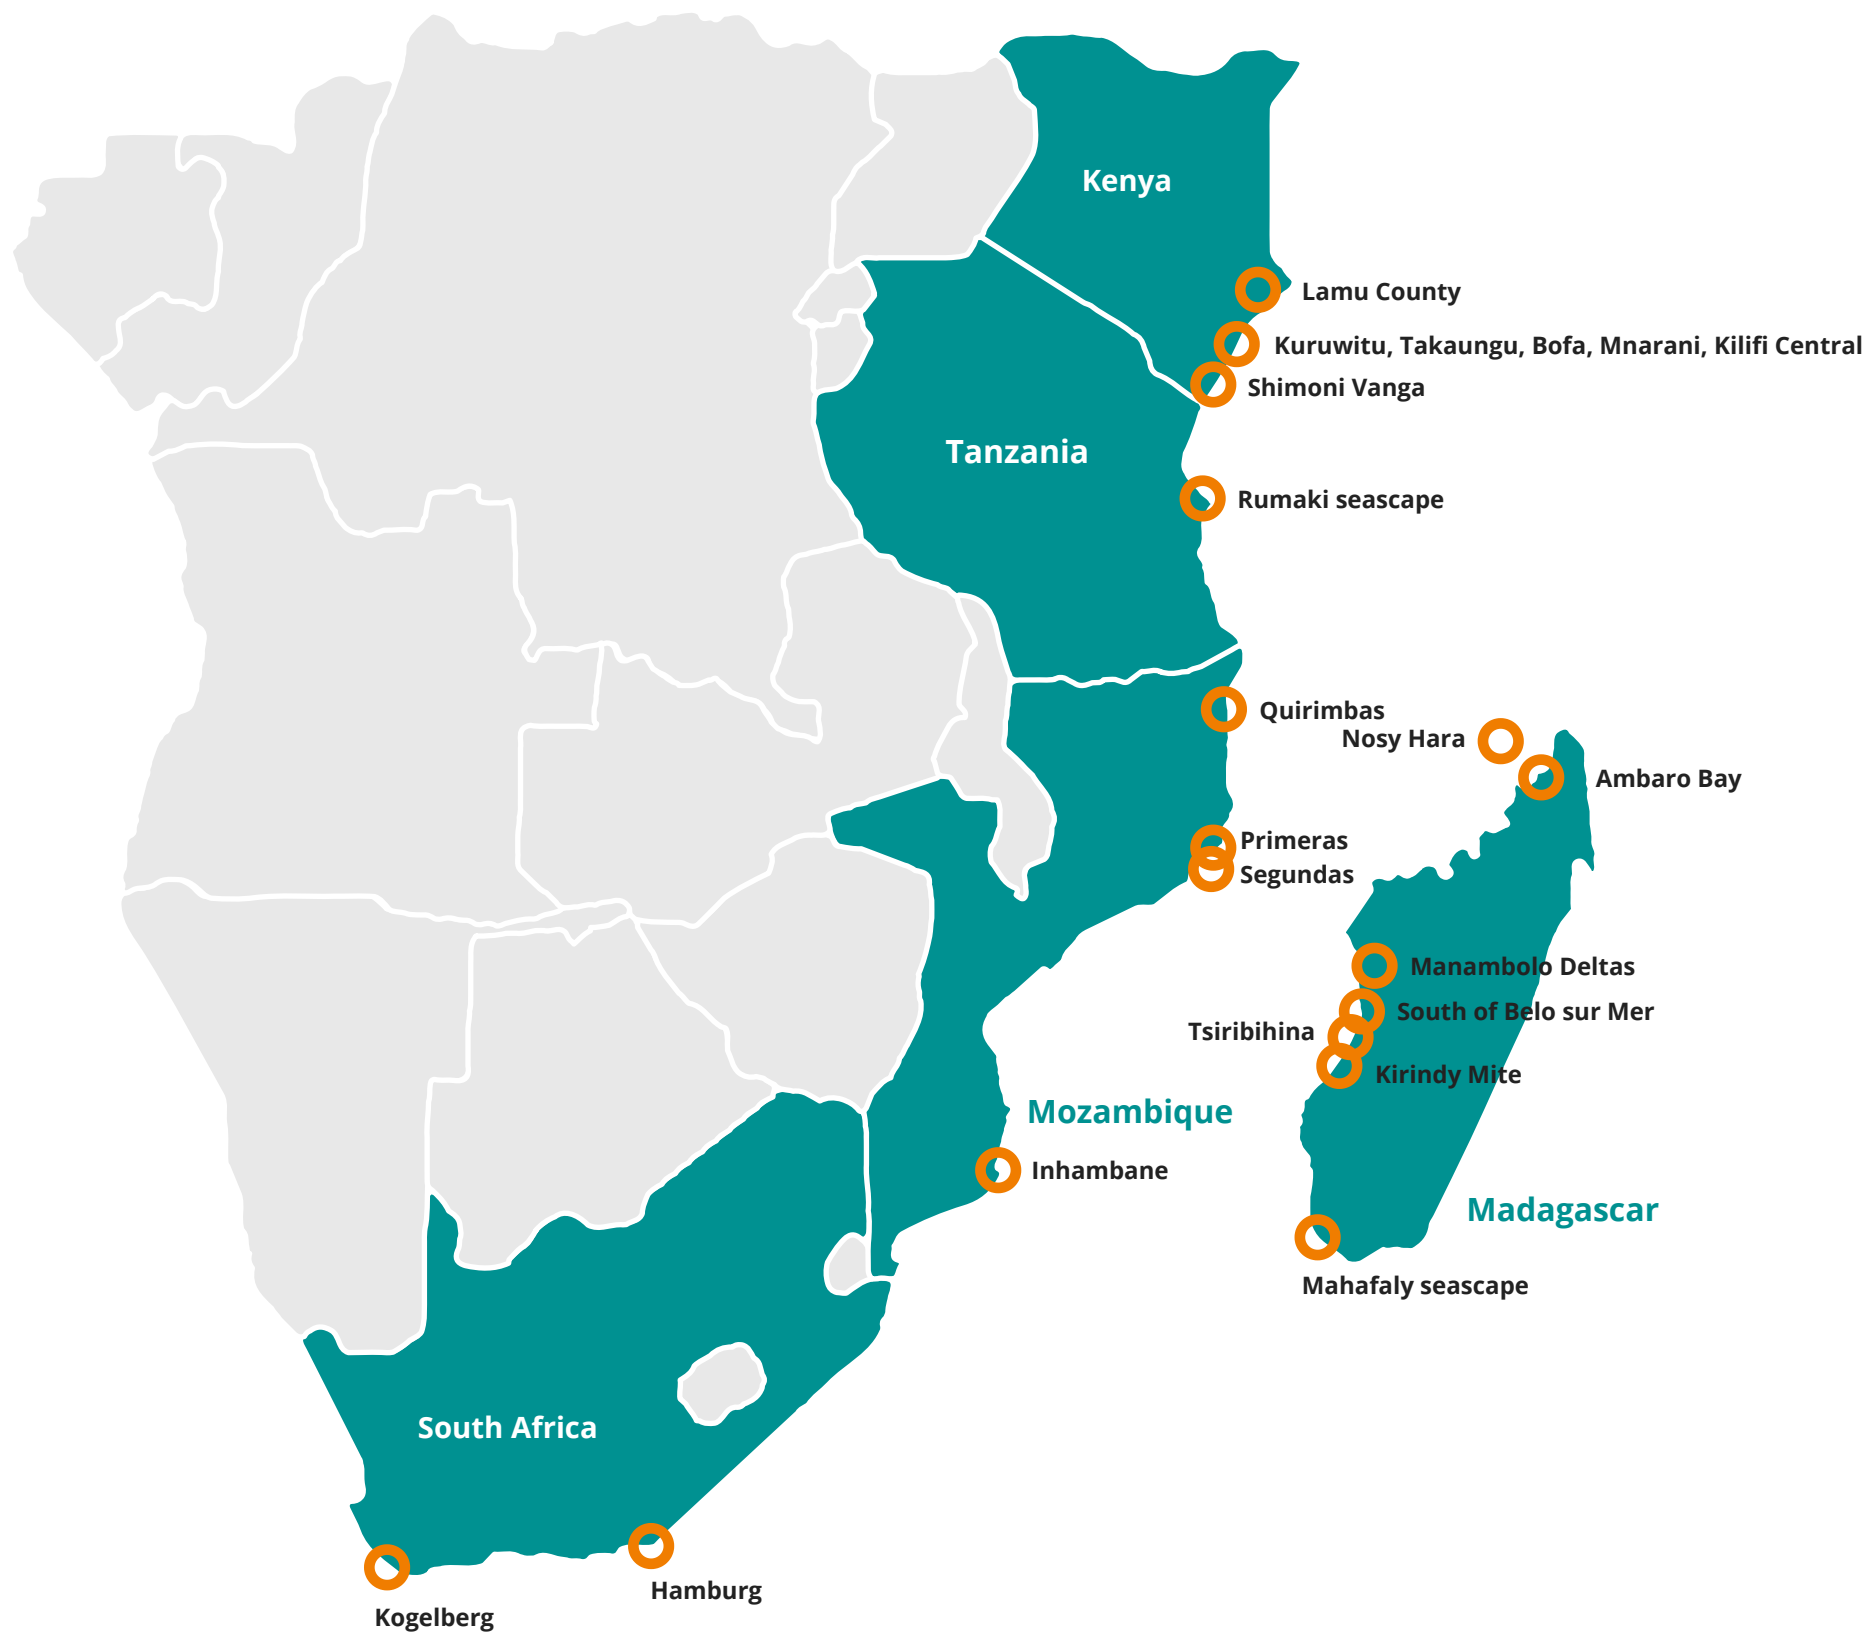 Kenya
Lamu County
Kuruwitu, Takaungu, Bofa, Mnarani, Kilifi Central
Shimoni Vanga
Tanzania
Rumaki seascape
Quirimbas
Nosy Hara
Ambaro Bay
Primeras
Segundas
Manambolo Deltas
South of Belo sur Mer
Tsiribihina
Kirindy Mite
Mozambique
Inhambane
Madagascar
Mahafaly seascape
South Africa
Hamburg
Kogelberg